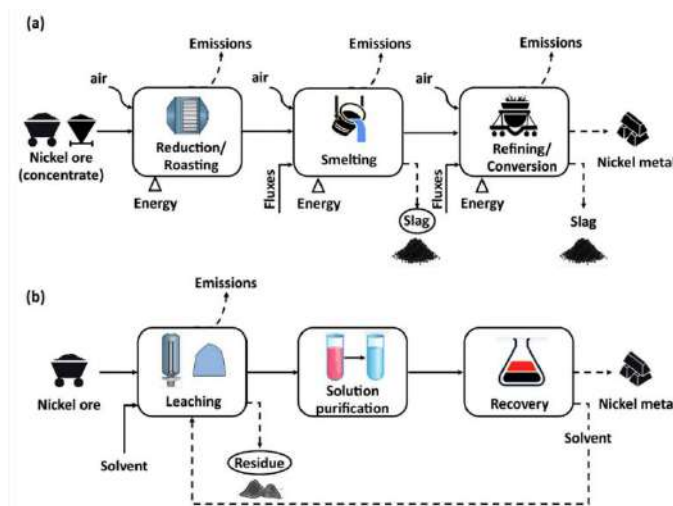 (a)
Emissions
Emissions
Emissions
air
air
air
Nickel ore
(concentrate)
Reduction/
Roasting
Smelting
Refining/
Conversion
Nickel metal
Energy
Fluxes
Energy
Fluxes
Energy
Slag
Slag
(b)
Emissions
Nickel ore
Leaching
Solution
purification
Recovery
Nickel metal
Solvent
Solvent
Residue